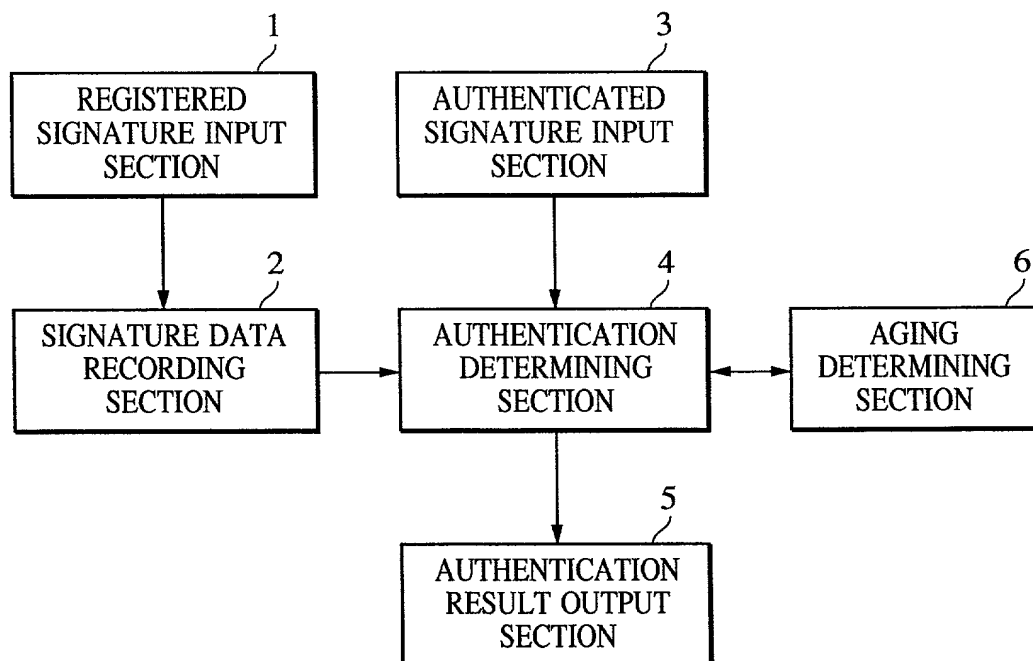 1
REGISTERED
SIGNATURE INPUT
SECTION
3
AUTHENTICATED
SIGNATURE INPUT
SECTION
2
SIGNATURE DATA
RECORDING
SECTION
4
AUTHENTICATION
DETERMINING
SECTION
6
AGING
DETERMINING
SECTION
5
AUTHENTICATION
RESULT OUTPUT
SECTION